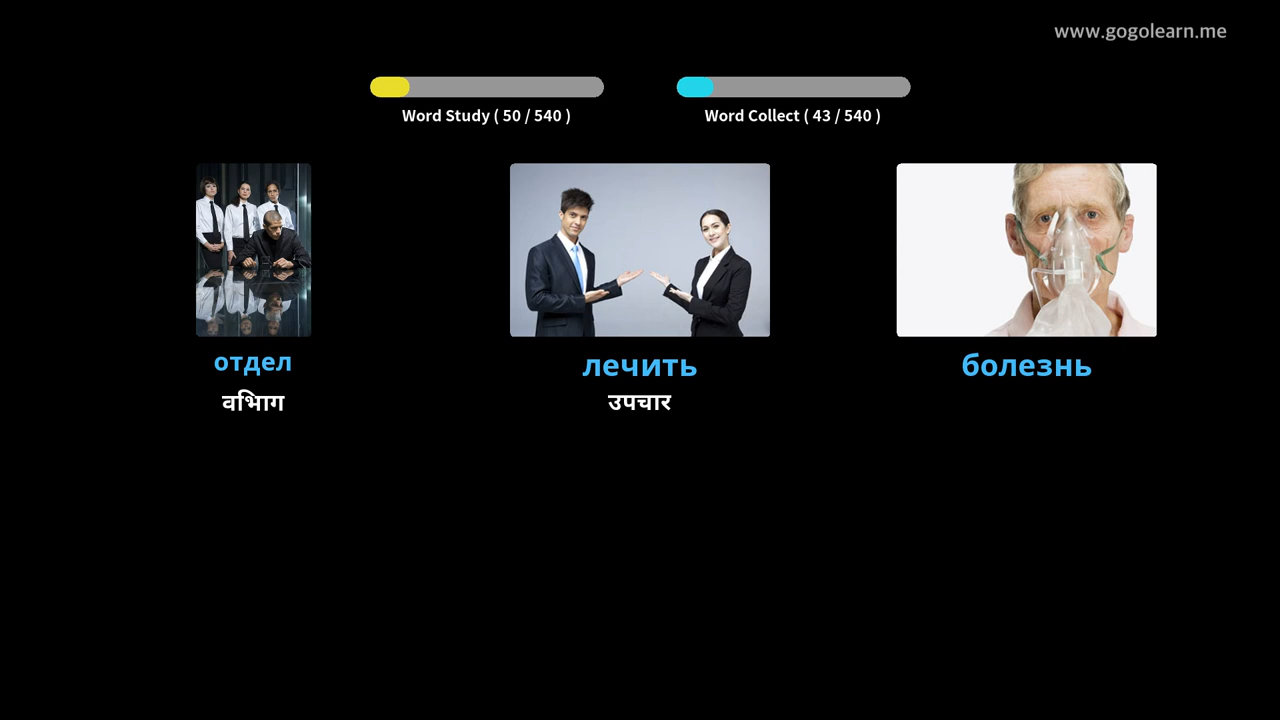 www.gogolearn.me
Word Study ( 50 / 540 )
Word Collect ( 43 / 540 )
отдел
विभाग
лечить
उपचार
болезнь